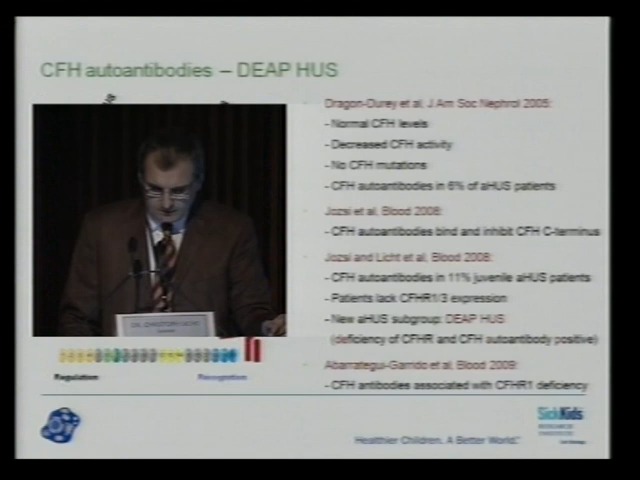 CFH autoantibodies – DEAP HUS
Dragon-Durey et al, J Am Soc Nephrol 2005:
- Normal CFH levels
- Decreased CFH activity
- No CFH mutations
- CFH autoantibodies in 6% of aHUS patients
Jozsi et al, Blood 2008:
- CFH autoantibodies bind and inhibit CFH C-terminus
Jozsi and Licht et al, Blood 2008:
- CFH autoantibodies in 11% juvenile aHUS patients
- Patients lack CFHR1/3 expression
- New aHUS subgroup: DEAP HUS
(deficiency of CFHR and CFH autoantibody positive)
Abarrategui-Garrido et al, Blood 2009:
- CFH antibodies associated with CFHR1 deficiency
DR. CHRISTOPH
Regulation
Recognition
SickKids
RESEARCH
INSTITUTE
Healthier Children. A Better World.